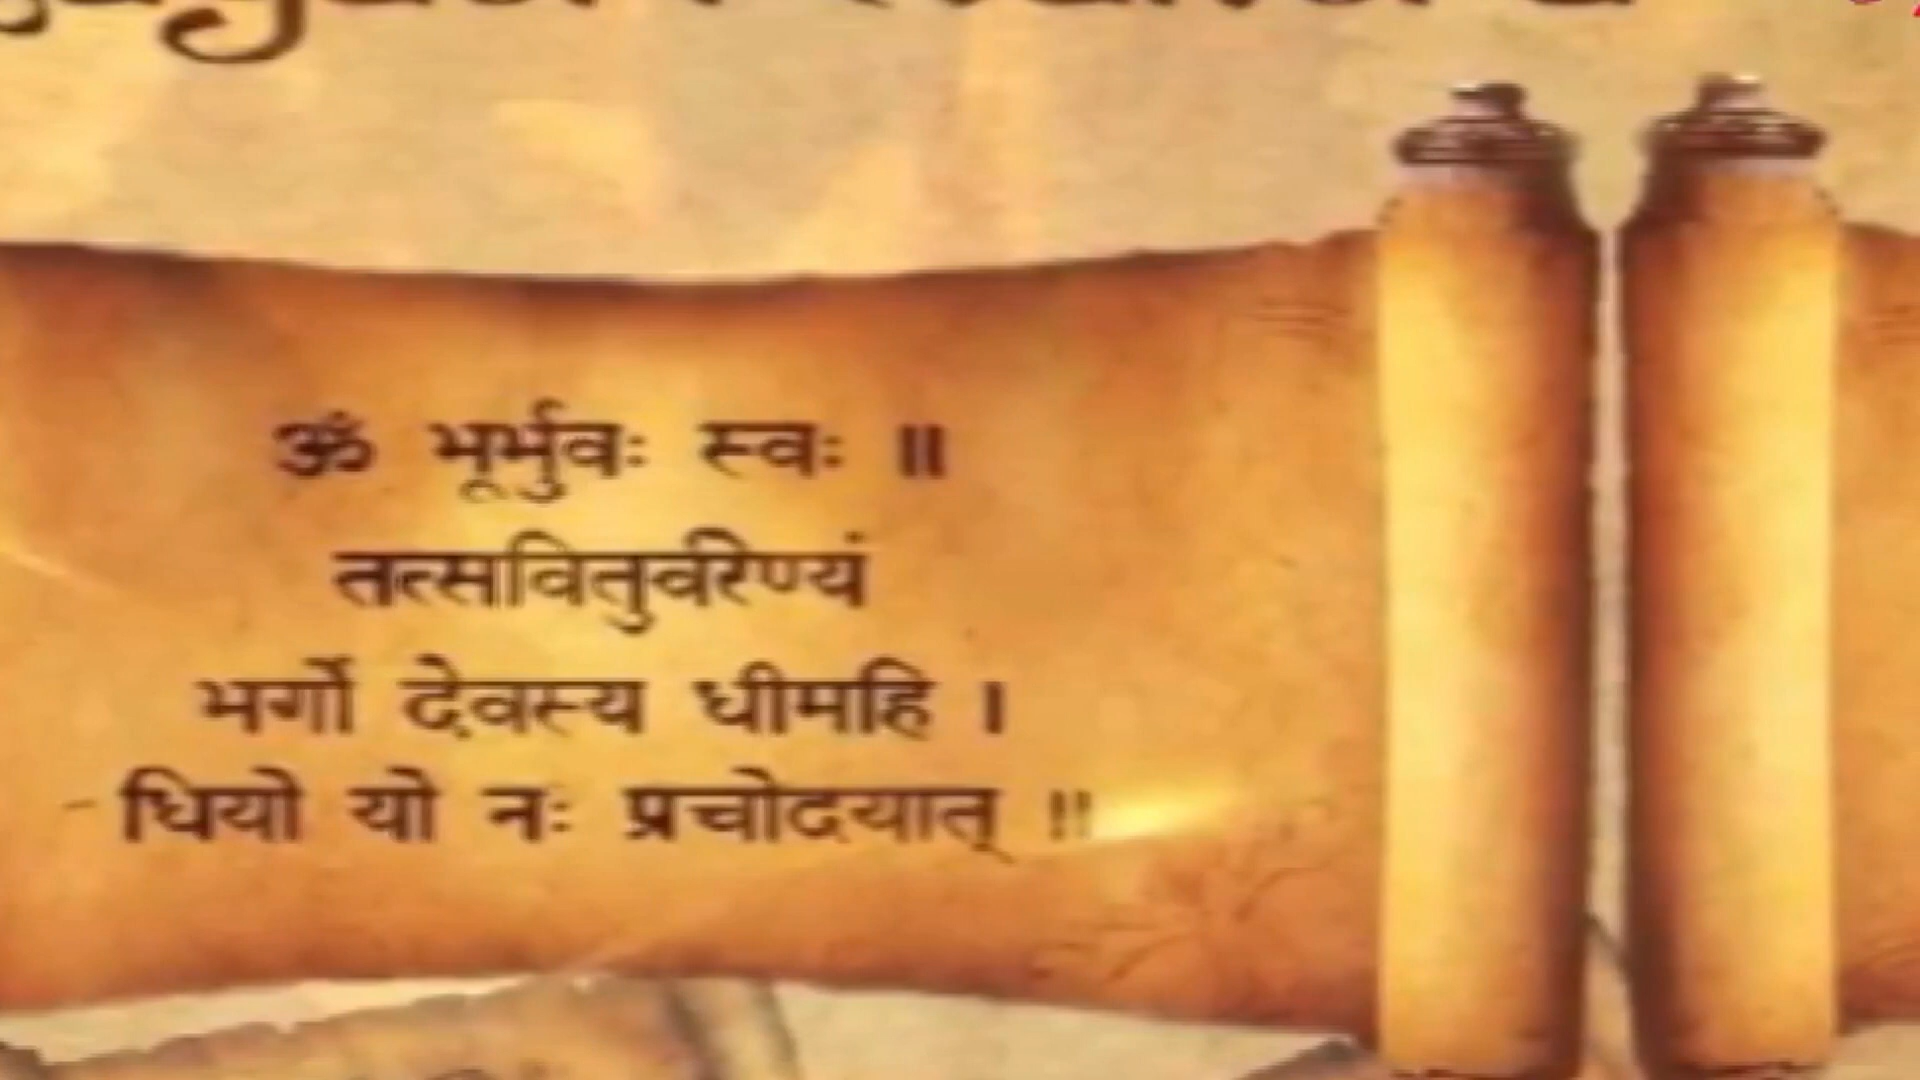 ॐ भूर्भुवः स्वः ॥
तत्सवितुर्वरेण्यं
भर्गो देवस्य धीमहि ।
धियो यो नः प्रचोदयात् ॥